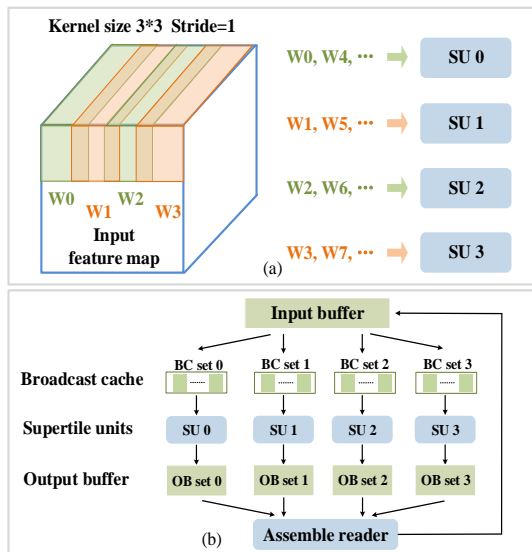 Kernel size 3*3 Stride=1
W0
W1
W2
W3
Input
feature map
W0, W4, ···
SU 0
W1, W5, ···
SU 1
W2, W6, ···
SU 2
W3, W7, ···
SU 3
(a)
Input buffer
Broadcast cache
BC set 0
BC set 1
BC set 2
BC set 3
······
······
······
······
Supertile units
SU 0
SU 1
SU 2
SU 3
Output buffer
OB set 0
OB set 1
OB set 2
OB set 3
Assemble reader
(b)